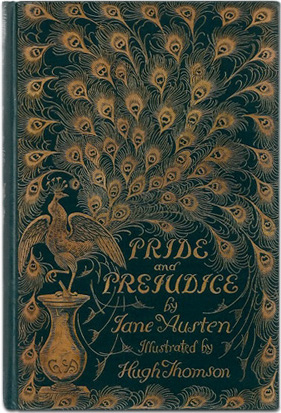 PRIDE
and
PREJUDICE
by
Jane Austen
Illustrated by
Hugh Thomson